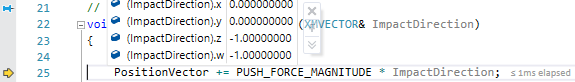 21 //
(ImpactDirection).x 0.000000000
22 vo
(ImpactDirection).y 0.000000000
(XMVECTOR& ImpactDirection)
23 {
(ImpactDirection).z -1.00000000
24
(ImpactDirection).w -1.00000000
25 PositionVector += PUSH_FORCE_MAGNITUDE * ImpactDirection; ≤ 1ms elapsed